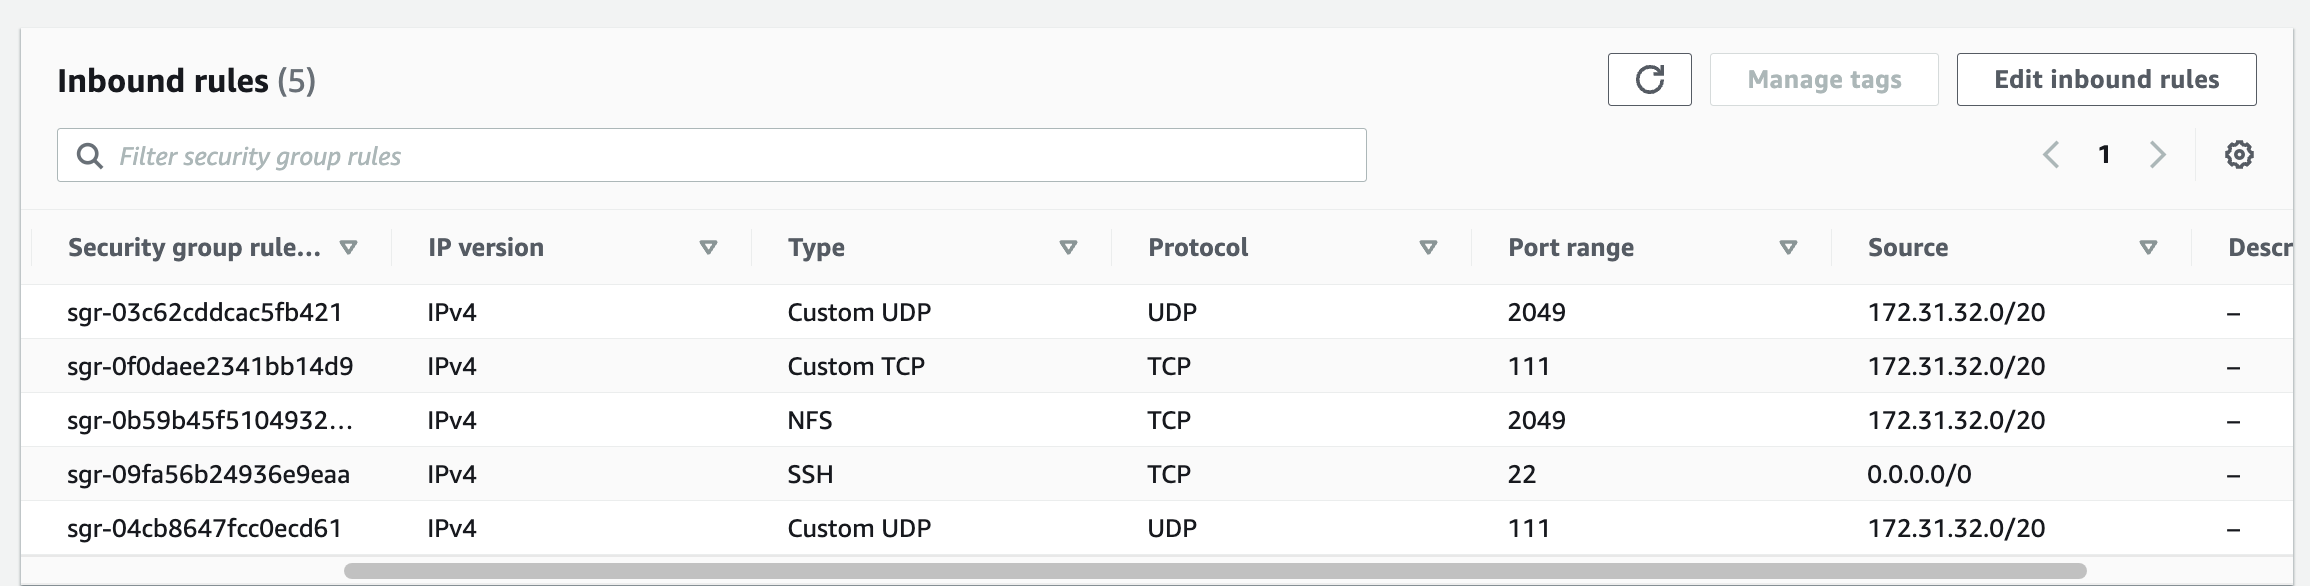 Inbound rules (5)
Manage tags
Edit inbound rules
Filter security group rules
1
Security group rule... IP version Type Protocol Port range Source Descr
sgr-03c62cddcac5fb421 IPv4 Custom UDP UDP 2049 172.31.32.0/20 –
sgr-0f0daee2341bb14d9 IPv4 Custom TCP TCP 111 172.31.32.0/20 –
sgr-0b59b45f5104932... IPv4 NFS TCP 2049 172.31.32.0/20 –
sgr-09fa56b24936e9eaa IPv4 SSH TCP 22 0.0.0.0/0 –
sgr-04cb8647fcc0ecd61 IPv4 Custom UDP UDP 111 172.31.32.0/20 –